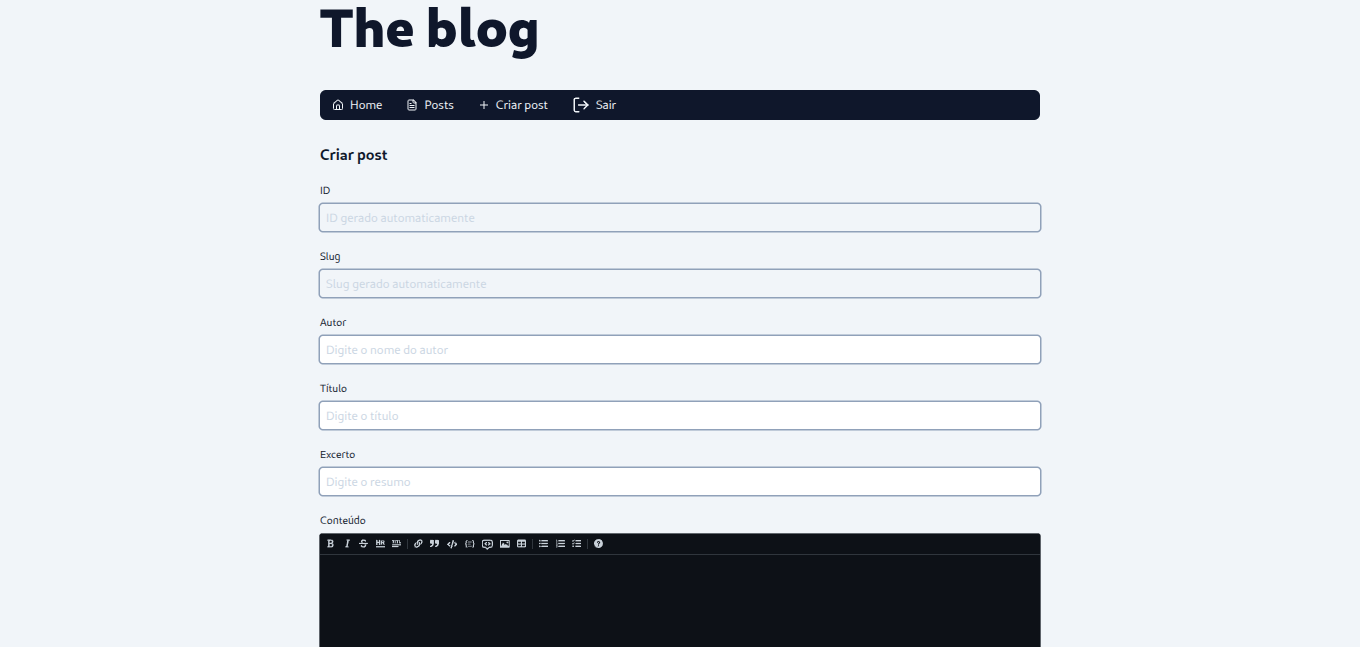 The blog
Home Posts Criar post Sair
Criar post
ID
ID gerado automaticamente
Slug
Slug gerado automaticamente
Autor
Digite o nome do autor
Título
Digite o título
Excerto
Digite o resumo
Conteúdo